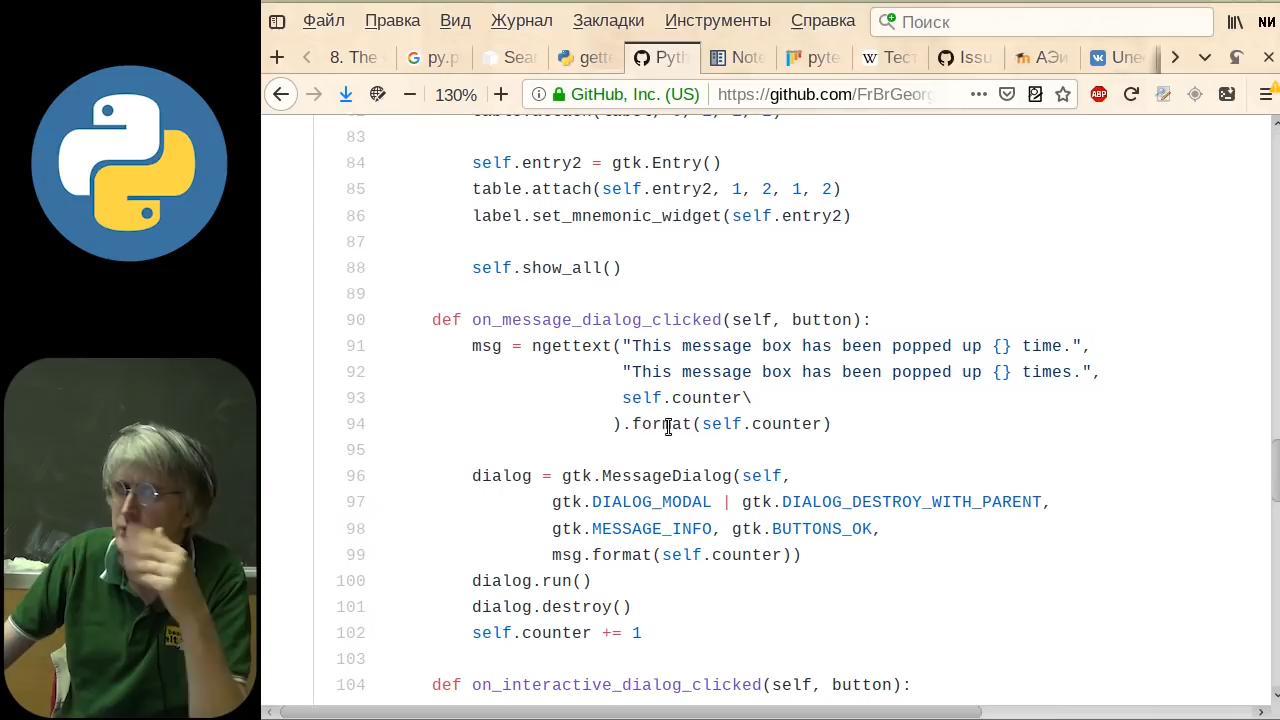 Файл Правка Вид Журнал Закладки Инструменты Справка Поиск
8. The py.p Sear gette Pyth Note pyte Тест Issu АЭи Unec
130% GitHub, Inc. (US) https://github.com/FrBrGeorg ABP
83
84 self.entry2 = gtk.Entry()
85 table.attach(self.entry2, 1, 2, 1, 2)
86 label.set_mnemonic_widget(self.entry2)
87
88 self.show_all()
89
90 def on_message_dialog_clicked(self, button):
91 msg = ngettext("This message box has been popped up {} time.",
92 "This message box has been popped up {} times.",
93 self.counter\
94 ).format(self.counter)
95
96 dialog = gtk.MessageDialog(self,
97 gtk.DIALOG_MODAL | gtk.DIALOG_DESTROY_WITH_PARENT,
98 gtk.MESSAGE_INFO, gtk.BUTTONS_OK,
99 msg.format(self.counter))
100 dialog.run()
101 dialog.destroy()
102 self.counter += 1
103
104 def on_interactive_dialog_clicked(self, button):